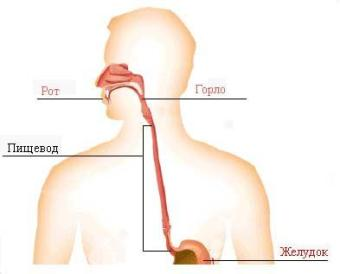 Рот
Горло
Пищевод
Желудок